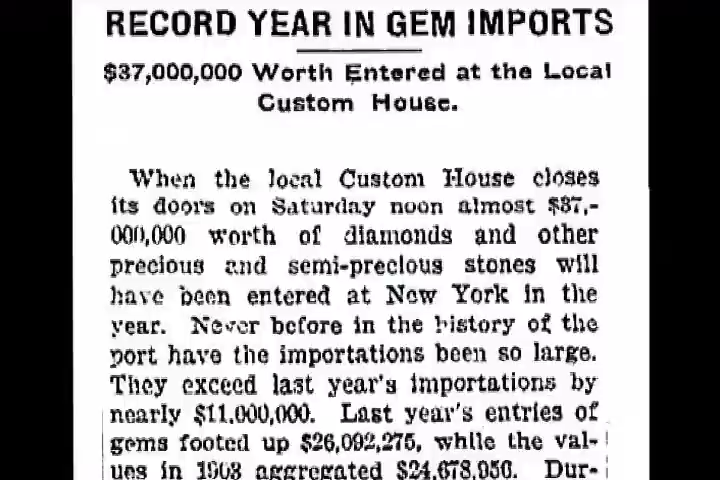 RECORD YEAR IN GEM IMPORTS
$37,000,000 Worth Entered at the Local
Custom House.
When the local Custom House closes
its doors on Saturday noon almost $37,-
000,000 worth of diamonds and other
precious and semi-precious stones will
have been entered at New York in the
year. Never before in the history of the
port have the importations been so large.
They exceed last year's importations by
nearly $11,000,000. Last year's entries of
gems footed up $26,092,275, while the val-
ues in 1903 aggregated $24,678,950. Dur-